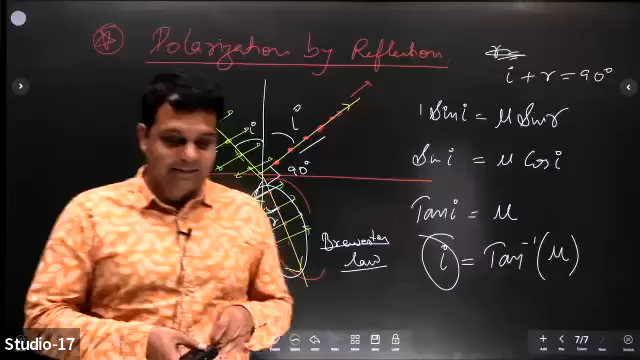 Polarization by Reflection
i + r = 90°
i
i
1 Sin i = μ Sin r
90°
Sin i = μ Cos i
r
Tan i = μ
Brewster
law
i = Tan⁻¹ (μ)
Studio-17
7/7